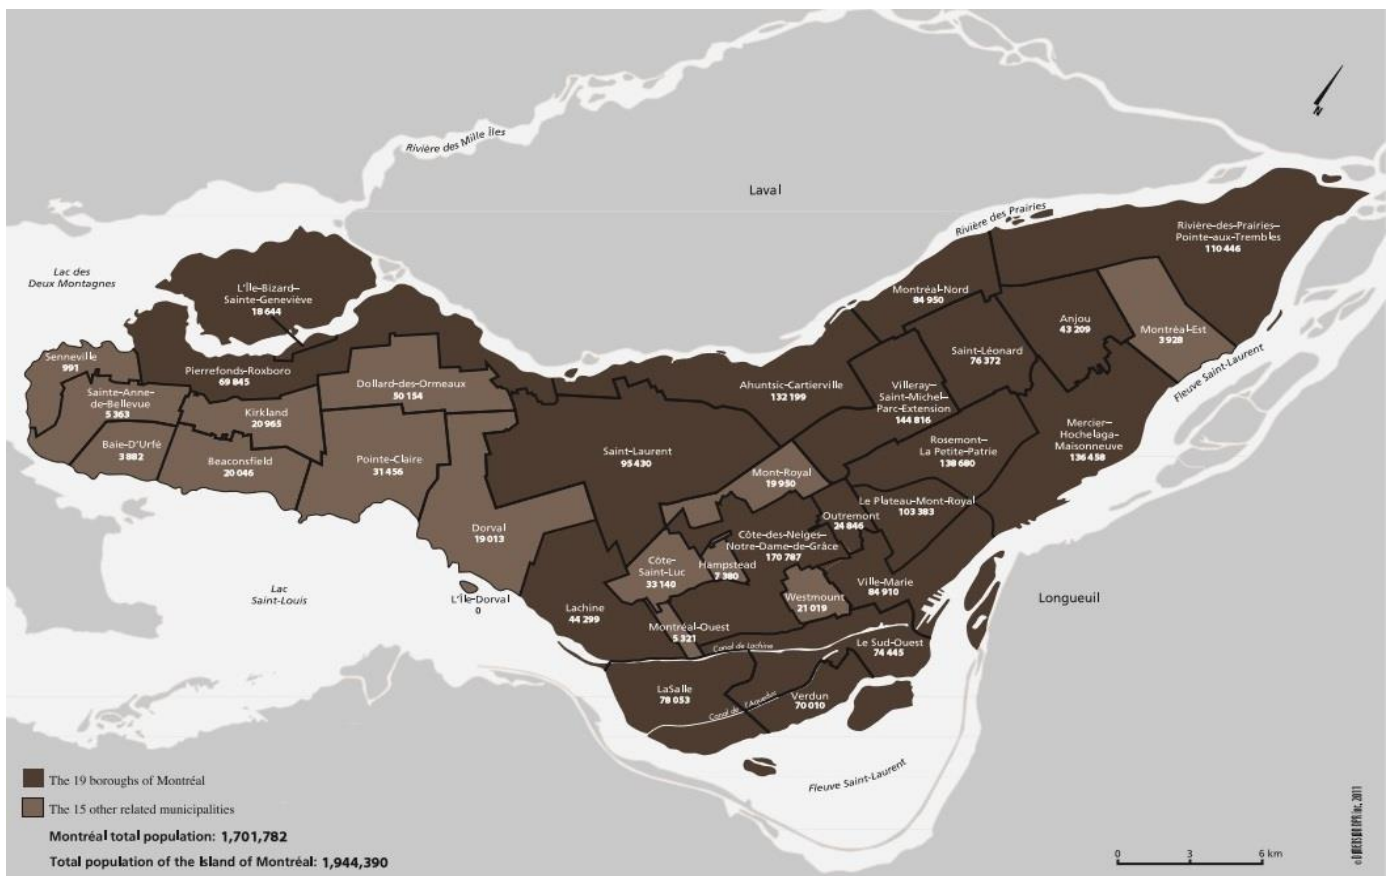 N
Rivière des Mille Îles
Laval
Rivière des Prairies
Rivière-des-Prairies–
Pointe-aux-Trembles
110 446
Lac des
Deux Montagnes
L'Île-Bizard–
Sainte-Geneviève
18 644
Montréal-Nord
84 950
Anjou
43 209
Montréal-Est
3 928
Senneville
991
Pierrefonds-Roxboro
69 845
Saint-Léonard
76 372
Fleuve Saint-Laurent
Sainte-Anne-
de-Bellevue
5 363
Dollard-des-Ormeaux
50 154
Ahuntsic-Cartierville
132 199
Villeray–
Saint-Michel–
Parc-Extension
144 816
Kirkland
20 965
Mercier–
Hochelaga-
Maisonneuve
136 458
Baie-D'Urfé
3 882
Beaconsfield
20 046
Pointe-Claire
31 456
Saint-Laurent
95 430
Rosemont–
La Petite-Patrie
138 680
Mont-Royal
19 950
Le Plateau-Mont-Royal
103 383
Outremont
24 846
Dorval
19 013
Côte-des-Neiges–
Notre-Dame-de-Grâce
170 787
Côte-
Saint-Luc
33 140
Hampstead
7 380
Ville-Marie
84 910
Lac
Saint-Louis
L'Île-Dorval
0
Westmount
21 019
Longueuil
Lachine
44 299
Montréal-Ouest
5 321
Canal de Lachine
Le Sud-Ouest
74 445
LaSalle
78 053
Verdun
70 010
Canal de l'Aqueduc
Fleuve Saint-Laurent
The 19 boroughs of Montréal
The 15 other related municipalities
Montréal total population: 1,701,782
Total population of the Island of Montréal: 1,944,390
0 3 6 km
© DIMENSION DPR inc, 2011